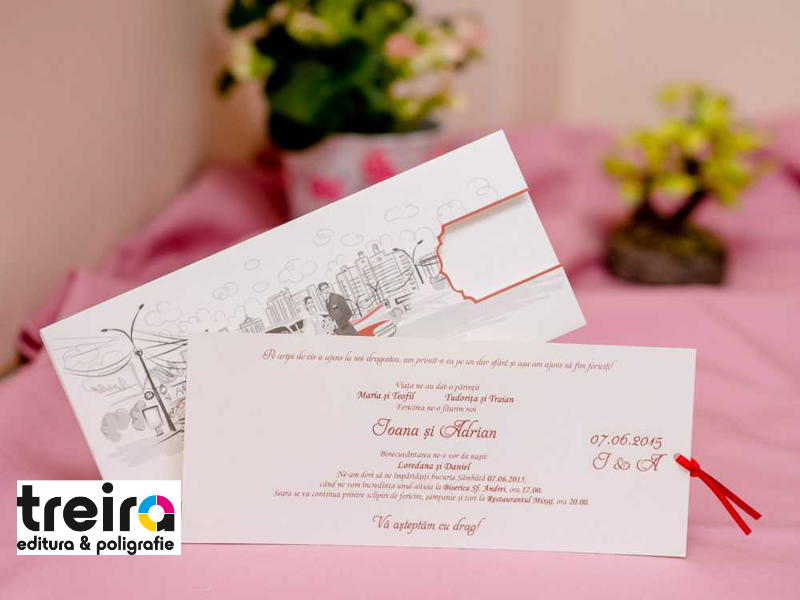 Pe aripi de vis a ajuns la noi dragostea, am primit-o ca pe un dar sfânt și așa am ajuns să fim fericiți!
Viața ne-au dat-o părinții
Maria și Teofil Tudorița și Traian
Fericirea ne-o făurim noi
Ioana și Adrian
Binecuvântarea ne-o vor da nașii
Loredana și Daniel
Ne-am dori să ne împărtășiți bucuria Sâmbătă 07.06.2015,
când ne vom încredința unul altuia la Biserica Sf. Andrei, ora 17.00.
Seara se va continua printre sclipiri de fericire, șampanie și tort la Restaurantul Mixaj, ora 20.00.
Vă așteptăm cu drag!
07.06.2015
I & A
treira
editura & poligrafie